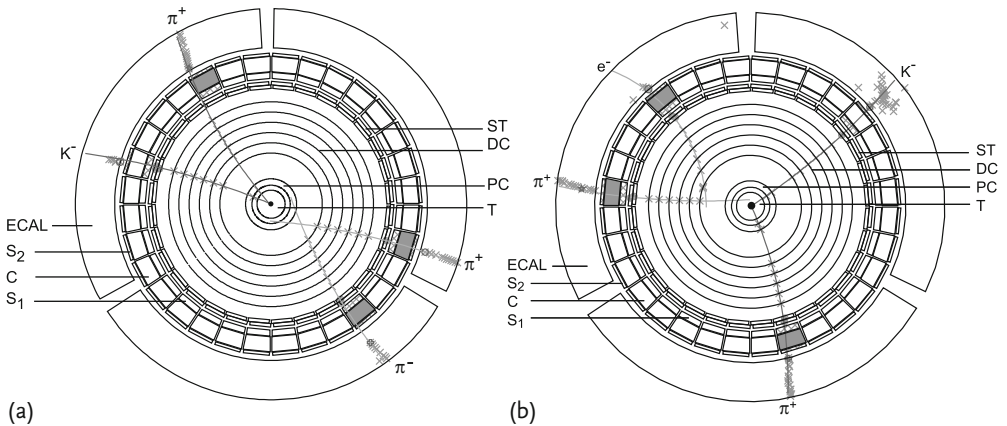 π⁺
K⁻
ST
DC
PC
T
ECAL
S₂
C
S₁
π⁺
π⁻
(a)
e⁻
K⁻
π⁺
ST
DC
PC
T
ECAL
S₂
C
S₁
π⁺
(b)